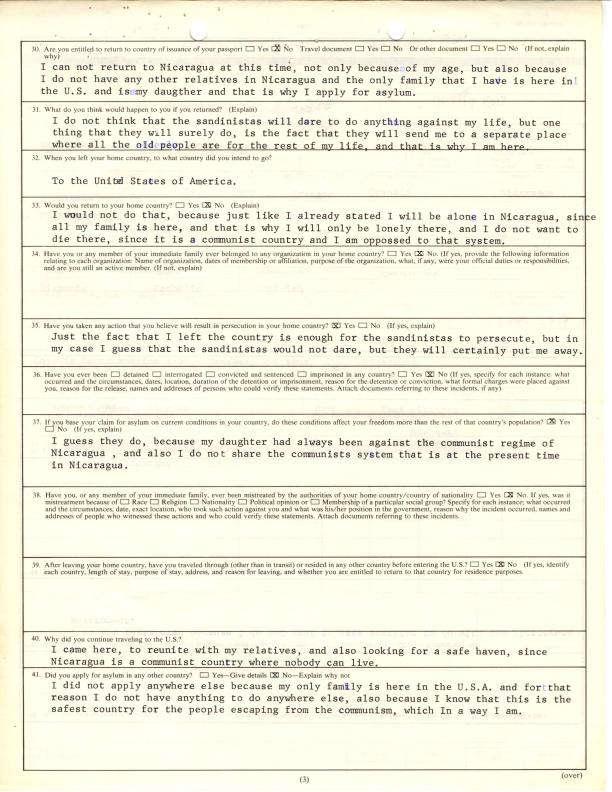 30. Are you entitled to return to country of issuance of your passport ☐ Yes ☒ No Travel document ☐ Yes ☐ No Or other document ☐ Yes ☐ No (If not, explain
why)
I can not return to Nicaragua at this time, not only because of my age, but also because
I do not have any other relatives in Nicaragua and the only family that I have is here in
the U.S. and is my daugther and that is why I apply for asylum.
31. What do you think would happen to you if you returned? (Explain)
I do not think that the sandinistas will dare to do anything against my life, but one
thing that they will surely do, is the fact that they will send me to a separate place
where all the old people are for the rest of my life, and that is why I am here.
32. When you left your home country, to what country did you intend to go?
To the United States of America.
33. Would you return to your home country? ☐ Yes ☒ No (Explain)
I would not do that, because just like I already stated I will be alone in Nicaragua, since
all my family is here, and that is why I will only be lonely there, and I do not want to
die there, since it is a communist country and I am oppossed to that system.
34. Have you or any member of your immediate family ever belonged to any organization in your home country? ☐ Yes ☒ No. (If yes, provide the following information
relating to each organization: Name of organization, dates of membership or affiliation, purpose of the organization, what, if any, were your official duties or responsibilities,
and are you still an active member. (If not, explain)
35. Have you taken any action that you believe will result in persecution in your home country? ☒ Yes ☐ No (If yes, explain)
Just the fact that I left the country is enough for the sandinistas to persecute, but in
my case I guess that the sandinistas would not dare, but they will certainly put me away.
36. Have you ever been ☐ detained ☐ interrogated ☐ convicted and sentenced ☐ imprisoned in any country? ☐ Yes ☒ No (If yes, specify for each instance: what
occurred and the circumstances, dates, location, duration of the detention or imprisonment, reason for the detention or conviction, what formal charges were placed against
you, reason for the release, names and addresses of persons who could verify these statements. Attach documents referring to these incidents, if any).
37. If you base your claim for asylum on current conditions in your country, do these conditions affect your freedom more than the rest of that country's population? ☒ Yes
☐ No (If yes, explain)
I guess they do, because my daughter had always been against the communist regime of
Nicaragua , and also I do not share the communists system that is at the present time
in Nicaragua.
38. Have you, or any member of your immediate family, ever been mistreated by the authorities of your home country/country of nationality ☐ Yes ☒ No. If yes, was it
mistreatment because of ☐ Race ☐ Religion ☐ Nationality ☐ Political opinion or ☐ Membership of a particular social group? Specify for each instance; what occurred
and the circumstances, date, exact location, who took such action against you and what was his/her position in the government, reason why the incident occurred, names and
addresses of people who witnessed these actions and who could verify these statements. Attach documents referring to these incidents.
39. After leaving your home country, have you traveled through (other than in transit) or resided in any other country before entering the U.S.? ☐ Yes ☒ No (If yes, identify
each country, length of stay, purpose of stay, address, and reason for leaving, and whether you are entitled to return to that country for residence purposes.
40. Why did you continue traveling to the U.S.?
I came here, to reunite with my relatives, and also looking for a safe haven, since
Nicaragua is a communist country where nobody can live.
41. Did you apply for asylum in any other country? ☐ Yes—Give details ☒ No—Explain why not
I did not apply anywhere else because my only family is here in the U.S.A. and for that
reason I do not have anything to do anywhere else, also because I know that this is the
safest country for the people escaping from the communism, which In a way I am.
(3)
(over)